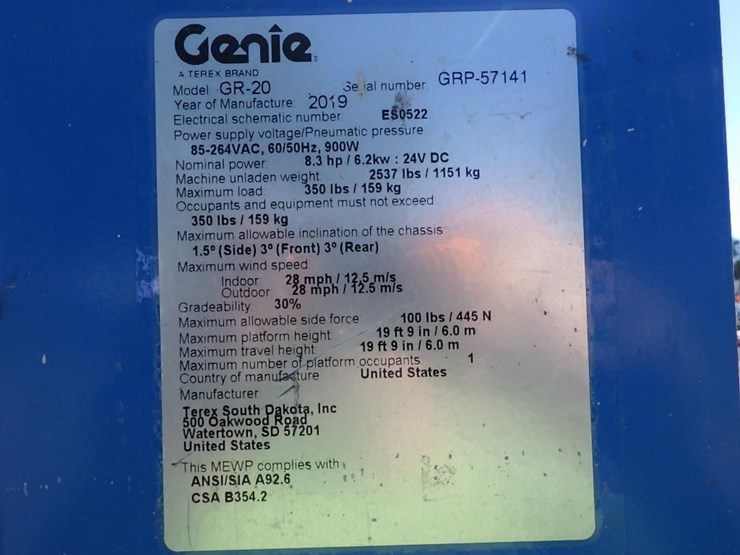 Genie
A TEREX BRAND
Model GR-20 Serial number GRP-57141
Year of Manufacture 2019
Electrical schematic number ES0522
Power supply voltage/Pneumatic pressure
85-264VAC, 60/50Hz, 900W
Nominal power 8.3 hp / 6.2kw : 24V DC
Machine unladen weight 2537 lbs / 1151 kg
Maximum load 350 lbs / 159 kg
Occupants and equipment must not exceed
350 lbs / 159 kg
Maximum allowable inclination of the chassis
1.5° (Side) 3° (Front) 3° (Rear)
Maximum wind speed
Indoor: 28 mph / 12.5 m/s
Outdoor: 28 mph / 12.5 m/s
Gradeability 30%
Maximum allowable side force 100 lbs / 445 N
Maximum platform height 19 ft 9 in / 6.0 m
Maximum travel height 19 ft 9 in / 6.0 m
Maximum number of platform occupants: 1
Country of manufacture United States
Manufacturer
Terex South Dakota, Inc
500 Oakwood Road
Watertown, SD 57201
United States
This MEWP complies with:
ANSI/SIA A92.6
CSA B354.2